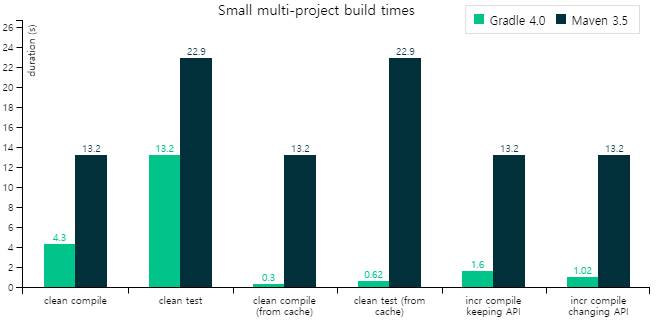 Small multi-project build times
Gradle 4.0 Maven 3.5
duration (s)
26
24
22
20
18
16
14
12
10
8
6
4
2
0
4.3 13.2
13.2 22.9
0.3 13.2
0.62 22.9
1.6 13.2
1.02 13.2
clean compile
clean test
clean compile
(from cache)
clean test (from
cache)
incr compile
keeping API
incr compile
changing API